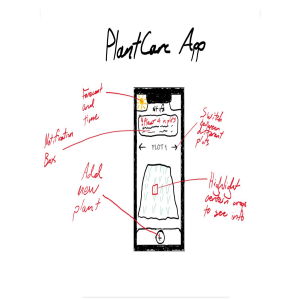 PlantCare App
Forecast
and
time
Notification
Box
Switch
between
different
plots
← PLOT 1 →
Add
new
plant
+
Highlight
certain crops
to see info